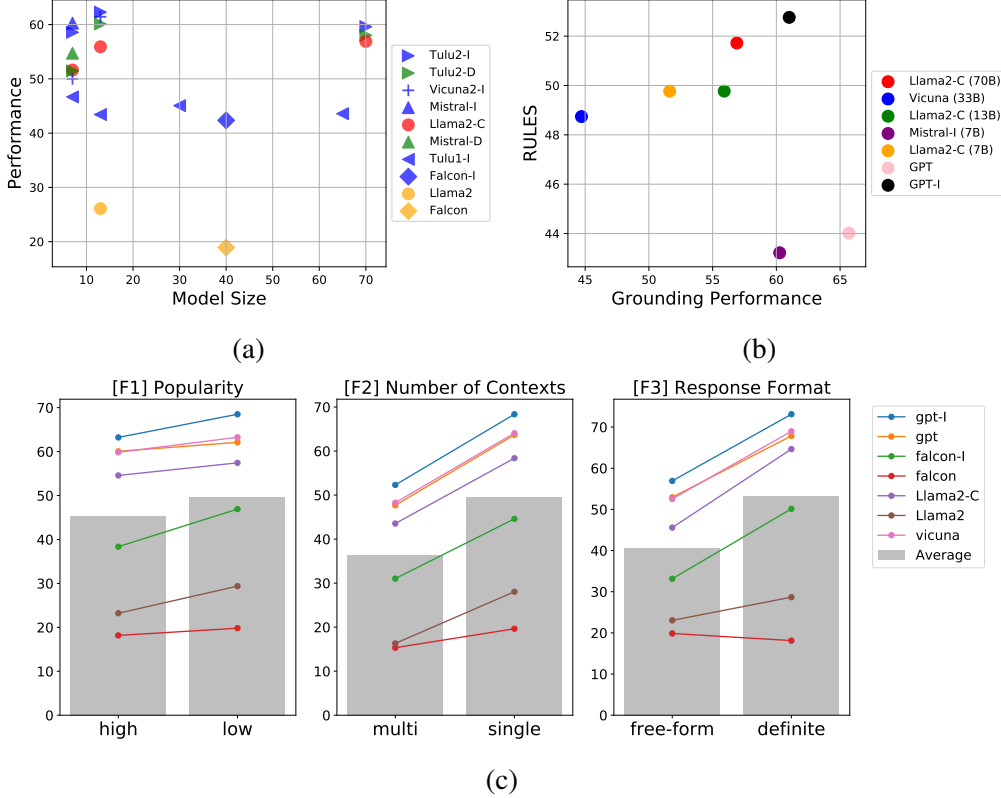 60
50
40
30
20
Performance
10
20
30
40
50
60
70
Model Size
Tulu2-I
Tulu2-D
Vicuna2-I
Mistral-I
Llama2-C
Mistral-D
Tulu1-I
Falcon-I
Llama2
Falcon
(a)
52
50
48
46
44
RULES
45
50
55
60
65
Grounding Performance
Llama2-C (70B)
Vicuna (33B)
Llama2-C (13B)
Mistral-I (7B)
Llama2-C (7B)
GPT
GPT-I
(b)
[F1] Popularity
70
60
50
40
30
20
10
0
high
low
[F2] Number of Contexts
70
60
50
40
30
20
10
0
multi
single
[F3] Response Format
70
60
50
40
30
20
10
0
free-form
definite
gpt-I
gpt
falcon-I
falcon
Llama2-C
Llama2
vicuna
Average
(c)